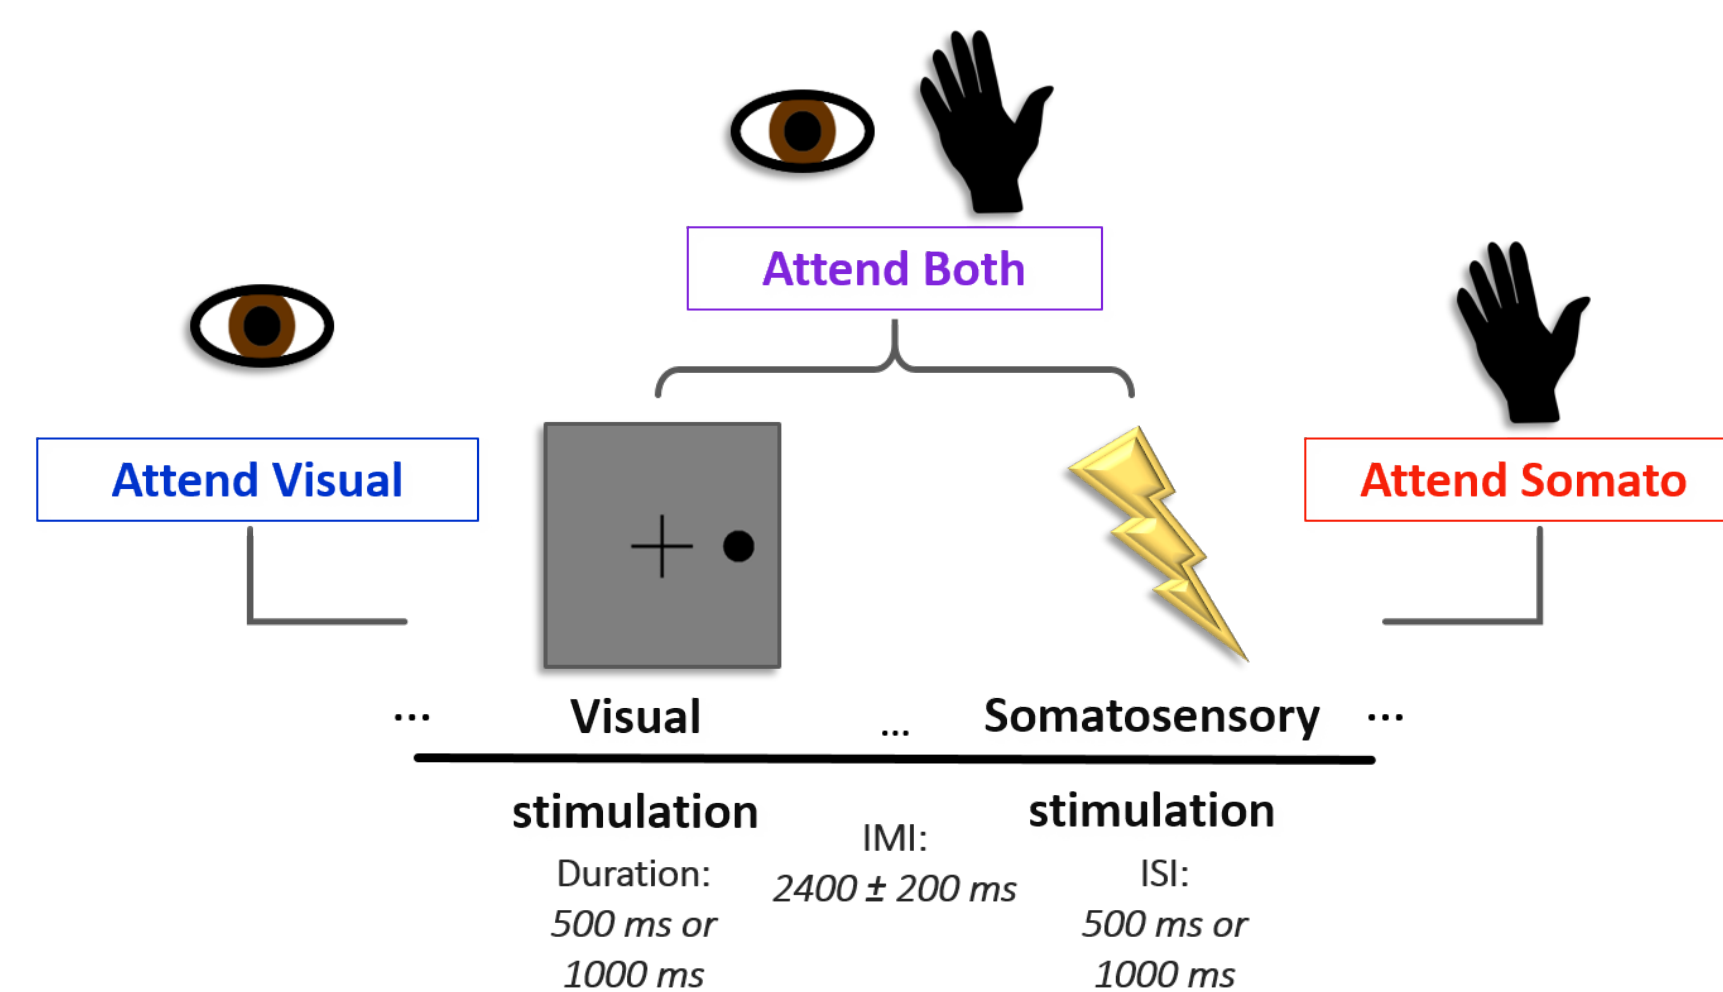 Attend Both
Attend Visual
Attend Somato
... Visual ... Somatosensory ...
stimulation
Duration:
500 ms or
1000 ms
IMI:
2400 ± 200 ms
stimulation
ISI:
500 ms or
1000 ms